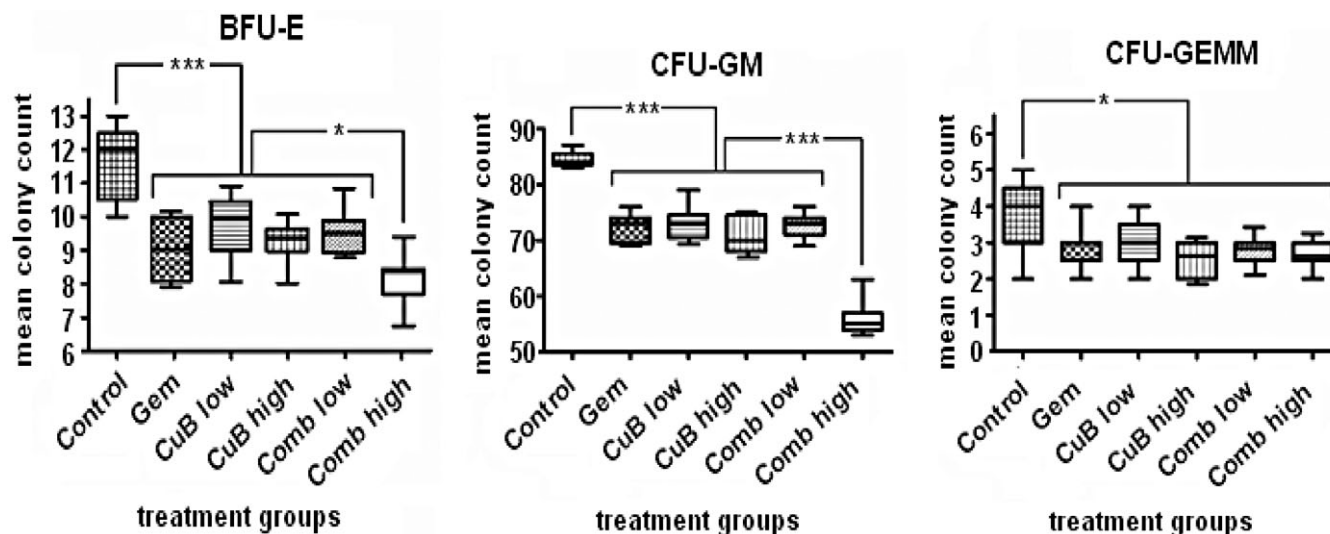 BFU-E
***
*
mean colony count
13
12
11
10
9
8
7
6
Control
Gem
CuB low
CuB high
Comb low
Comb high
treatment groups
CFU-GM
***
***
mean colony count
90
80
70
60
50
Control
Gem
CuB low
CuB high
Comb low
Comb high
treatment groups
CFU-GEMM
*
mean colony count
6
5
4
3
2
1
0
Control
Gem
CuB low
CuB high
Comb low
Comb high
treatment groups